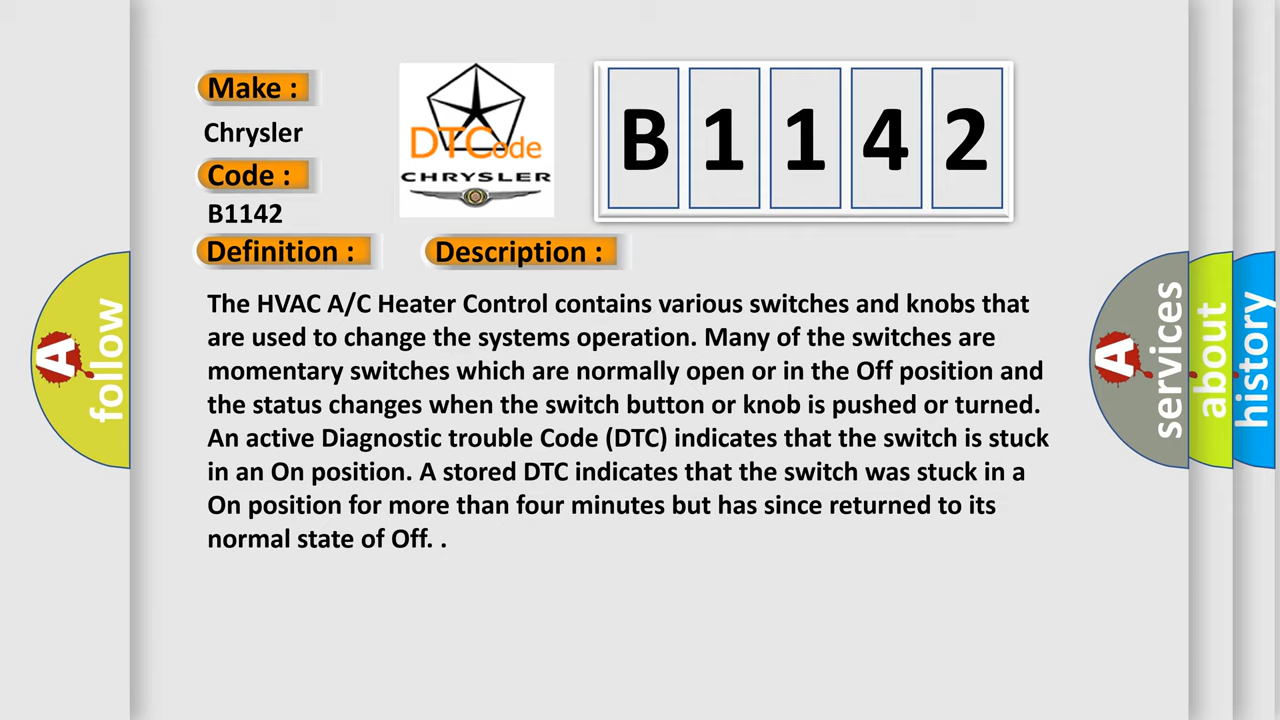 Make :
Chrysler
Code :
B1142
Definition :
Description :
DTCode
CHRYSLER
B 1 1 4 2
The HVAC A/C Heater Control contains various switches and knobs that
are used to change the systems operation. Many of the switches are
momentary switches which are normally open or in the Off position and
the status changes when the switch button or knob is pushed or turned.
An active Diagnostic trouble Code (DTC) indicates that the switch is stuck
in an On position. A stored DTC indicates that the switch was stuck in a
On position for more than four minutes but has since returned to its
normal state of Off. .
A follow
A services
about
history